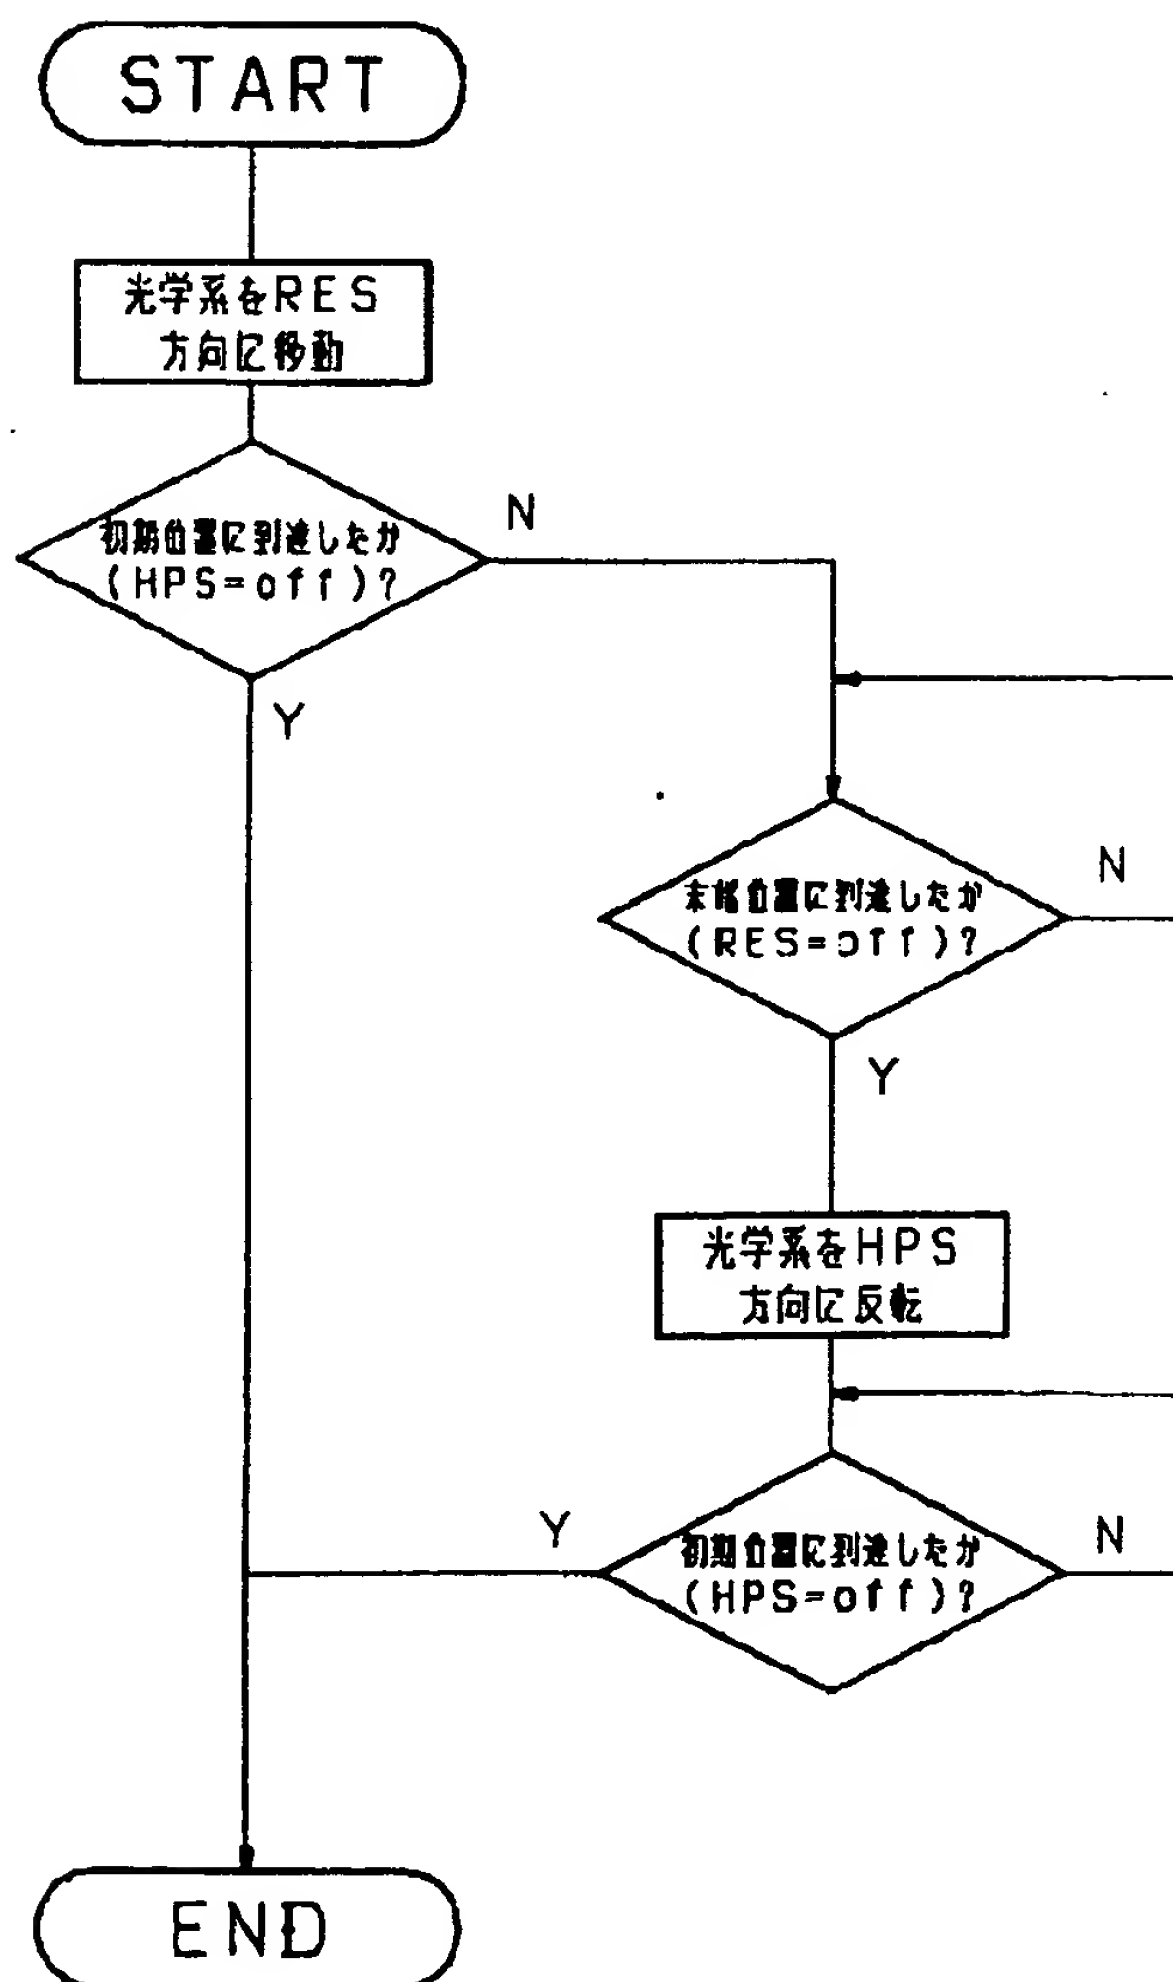 START
光学系をRES
方向に移動
初期位置に到達したか
(HPS=off)?
N
Y
末端位置に到達したか
(RES=off)?
N
Y
光学系をHPS
方向に反転
初期位置に到達したか
(HPS=off)?
Y
N
END